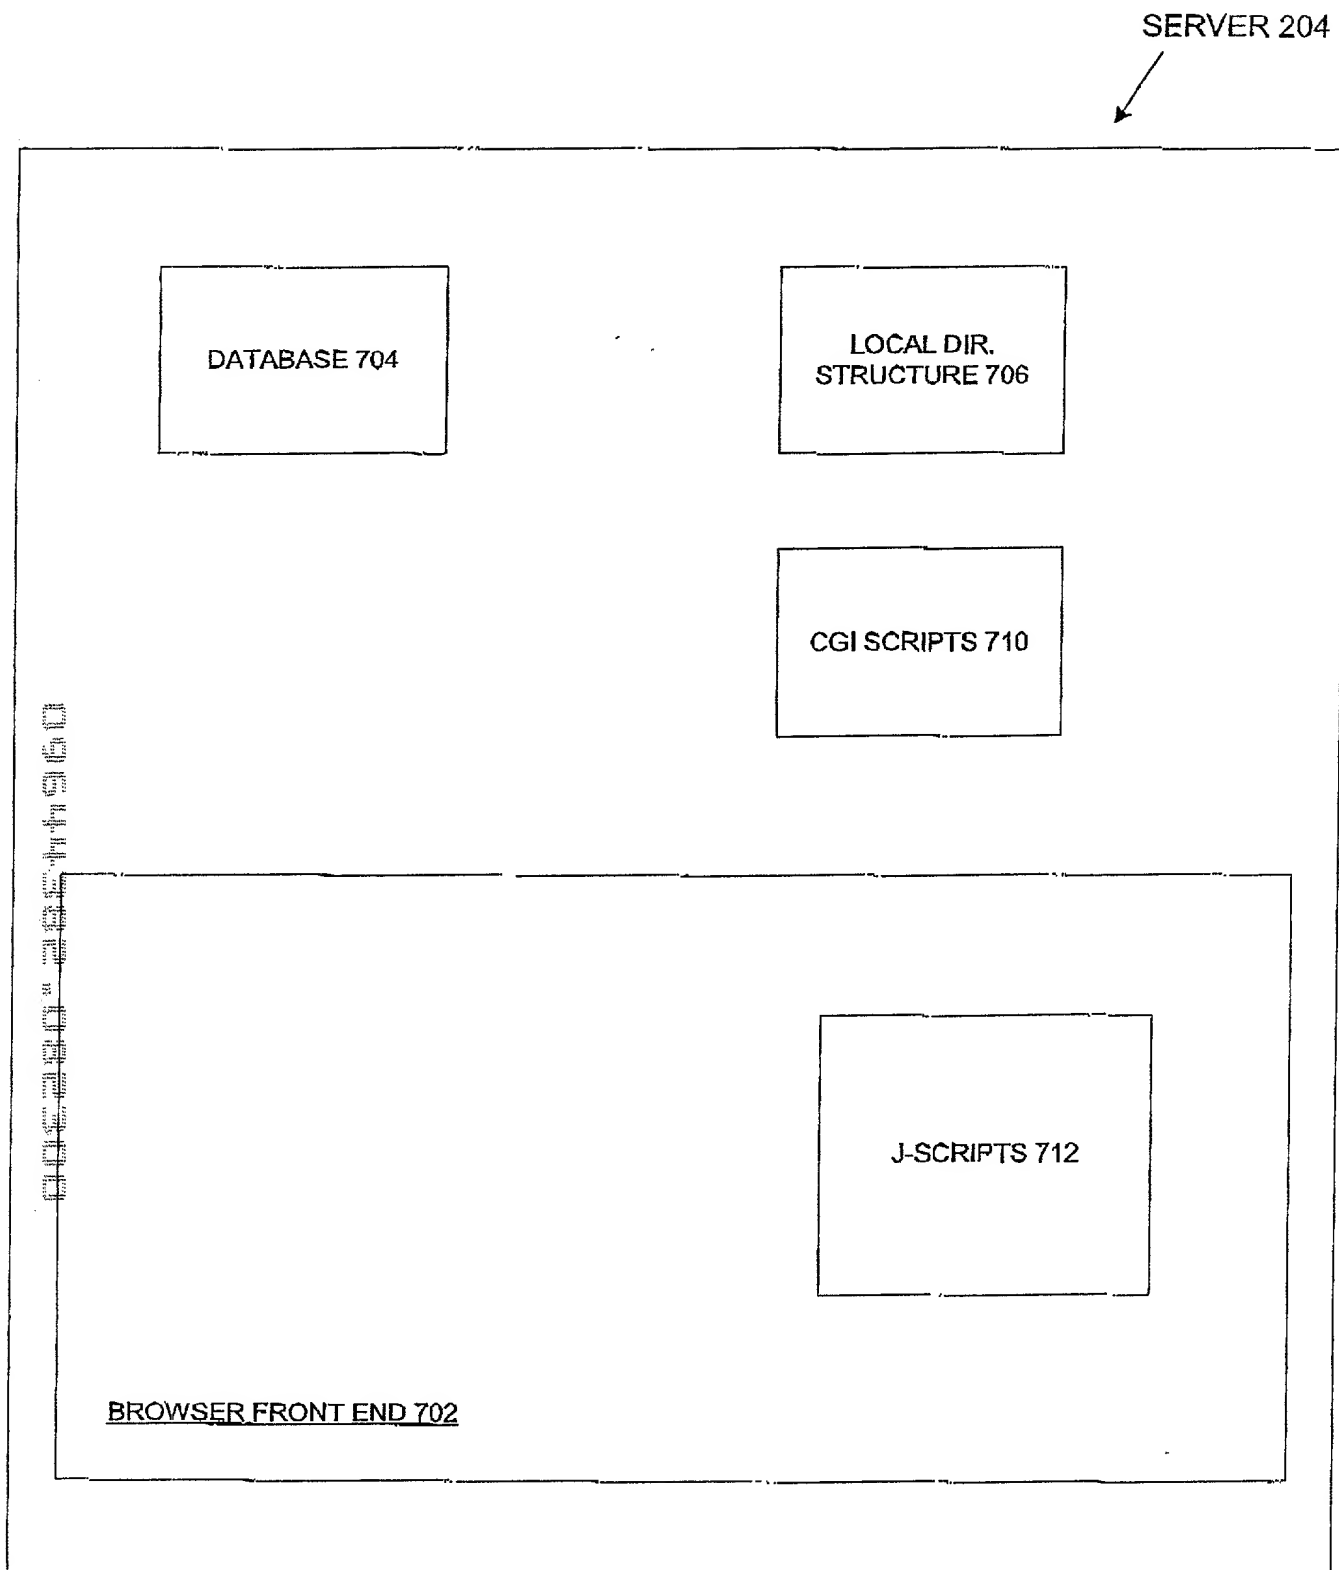 SERVER 204
DATABASE 704
LOCAL DIR.
STRUCTURE 706
CGI SCRIPTS 710
J-SCRIPTS 712
BROWSER FRONT END 702